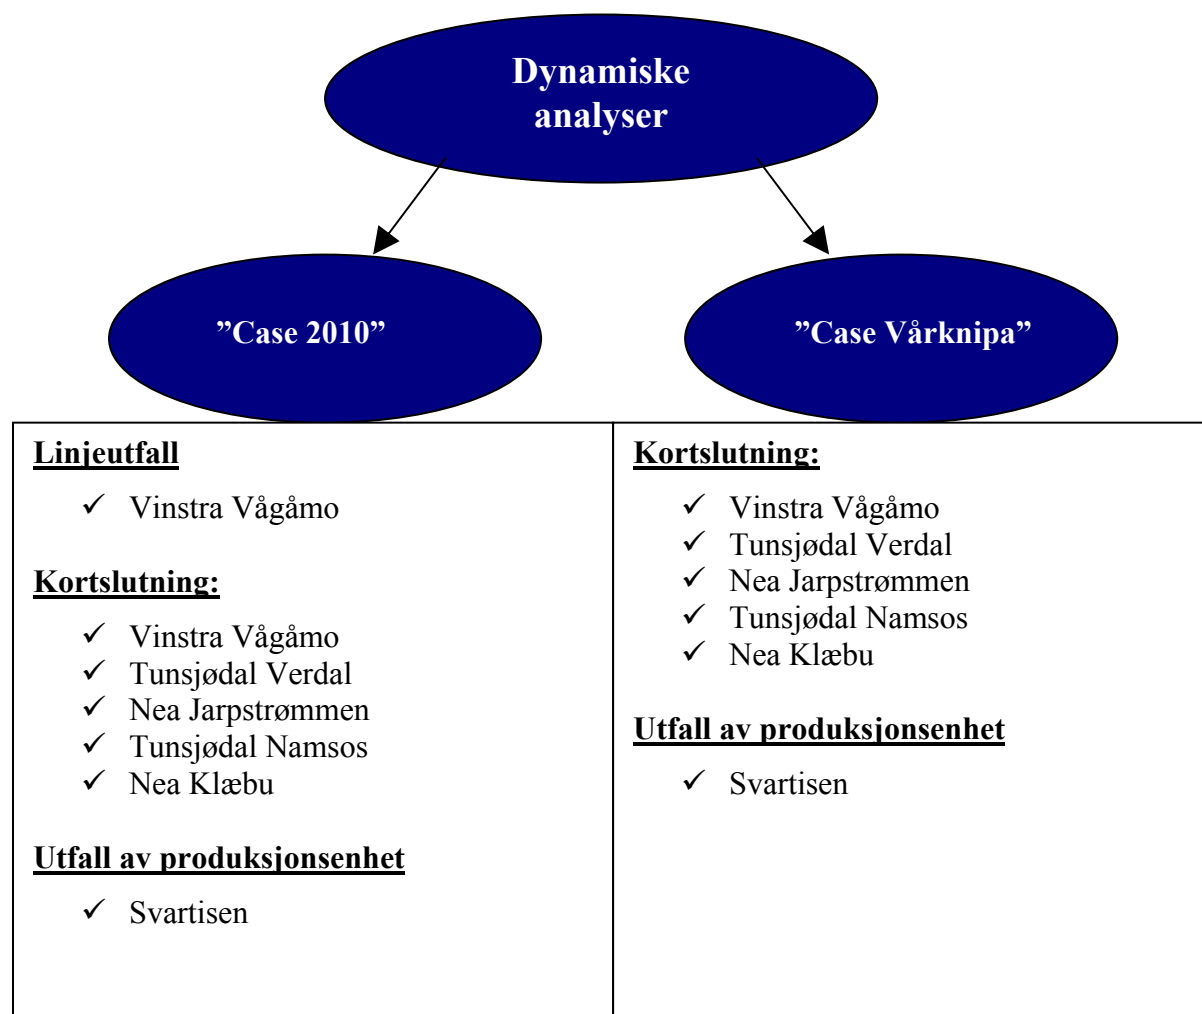 Dynamiske
analyser
”Case 2010”
”Case Vårknipa”
Linjeutfall
✓ Vinstra Vågåmo
Kortslutning:
✓ Vinstra Vågåmo
✓ Tunsjødal Verdal
✓ Nea Jarpstrømmen
✓ Tunsjødal Namsos
✓ Nea Klæbu
Utfall av produksjonsenhet
✓ Svartisen
Kortslutning:
✓ Vinstra Vågåmo
✓ Tunsjødal Verdal
✓ Nea Jarpstrømmen
✓ Tunsjødal Namsos
✓ Nea Klæbu
Utfall av produksjonsenhet
✓ Svartisen